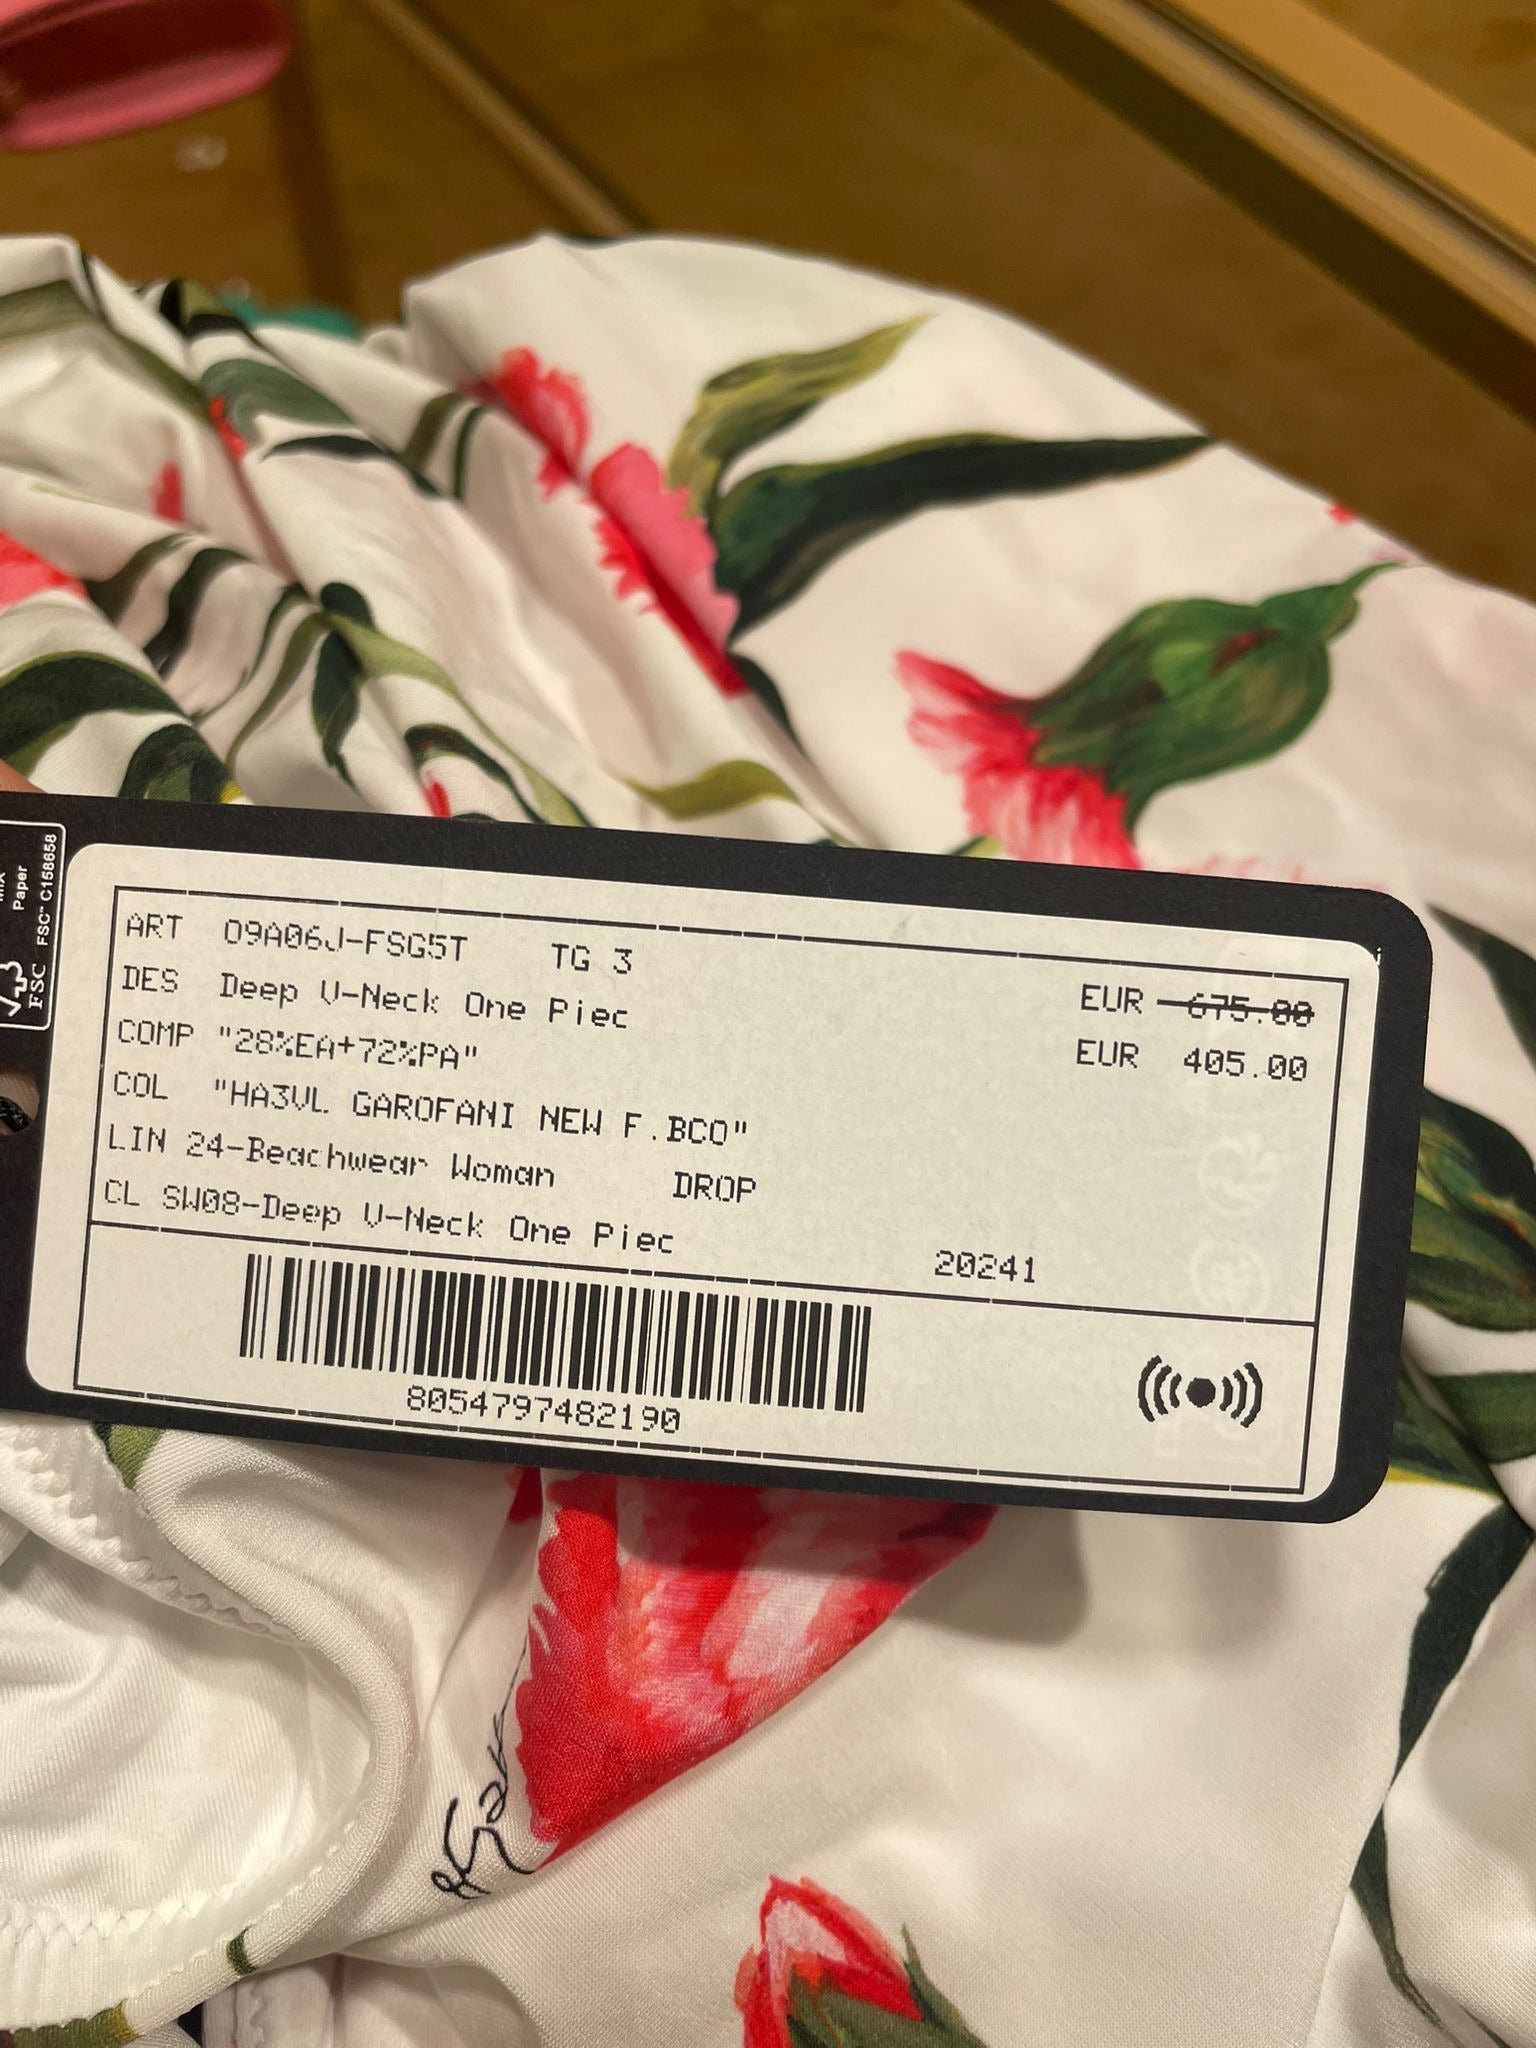 Paper
FSC™ C158658
FSC
ART 09A06J-FSG5T TG 3
DES Deep V-Neck One Piec
COMP "28%EA+72%PA"
COL "HA3VL GAROFANI NEW F.BCO"
LIN 24-Beachwear Woman DROP
CL SW08-Deep V-Neck One Piec
EUR 675.00
EUR 405.00
20241
8054797482190